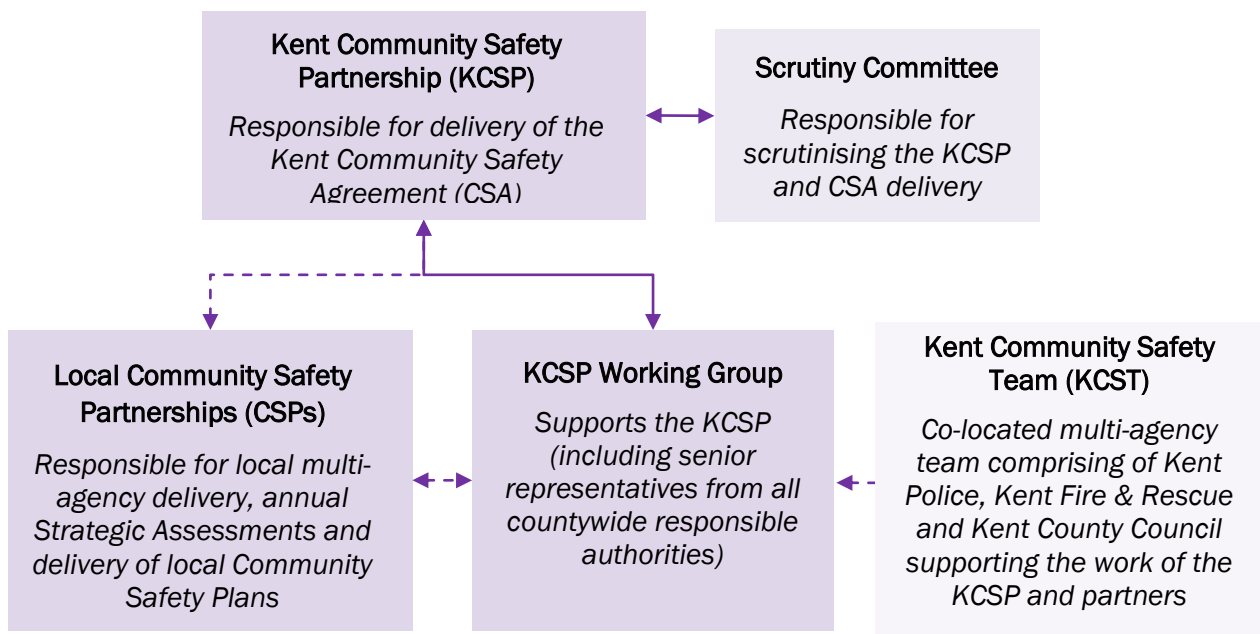 Kent Community Safety
Partnership (KCSP)
Responsible for delivery of the
Kent Community Safety
Agreement (CSA)
Scrutiny Committee
Responsible for
scrutinising the KCSP
and CSA delivery
Local Community Safety
Partnerships (CSPs)
Responsible for local multi-
agency delivery, annual
Strategic Assessments and
delivery of local Community
Safety Plans
KCSP Working Group
Supports the KCSP
(including senior
representatives from all
countywide responsible
authorities)
Kent Community Safety
Team (KCST)
Co-located multi-agency
team comprising of Kent
Police, Kent Fire & Rescue
and Kent County Council
supporting the work of the
KCSP and partners